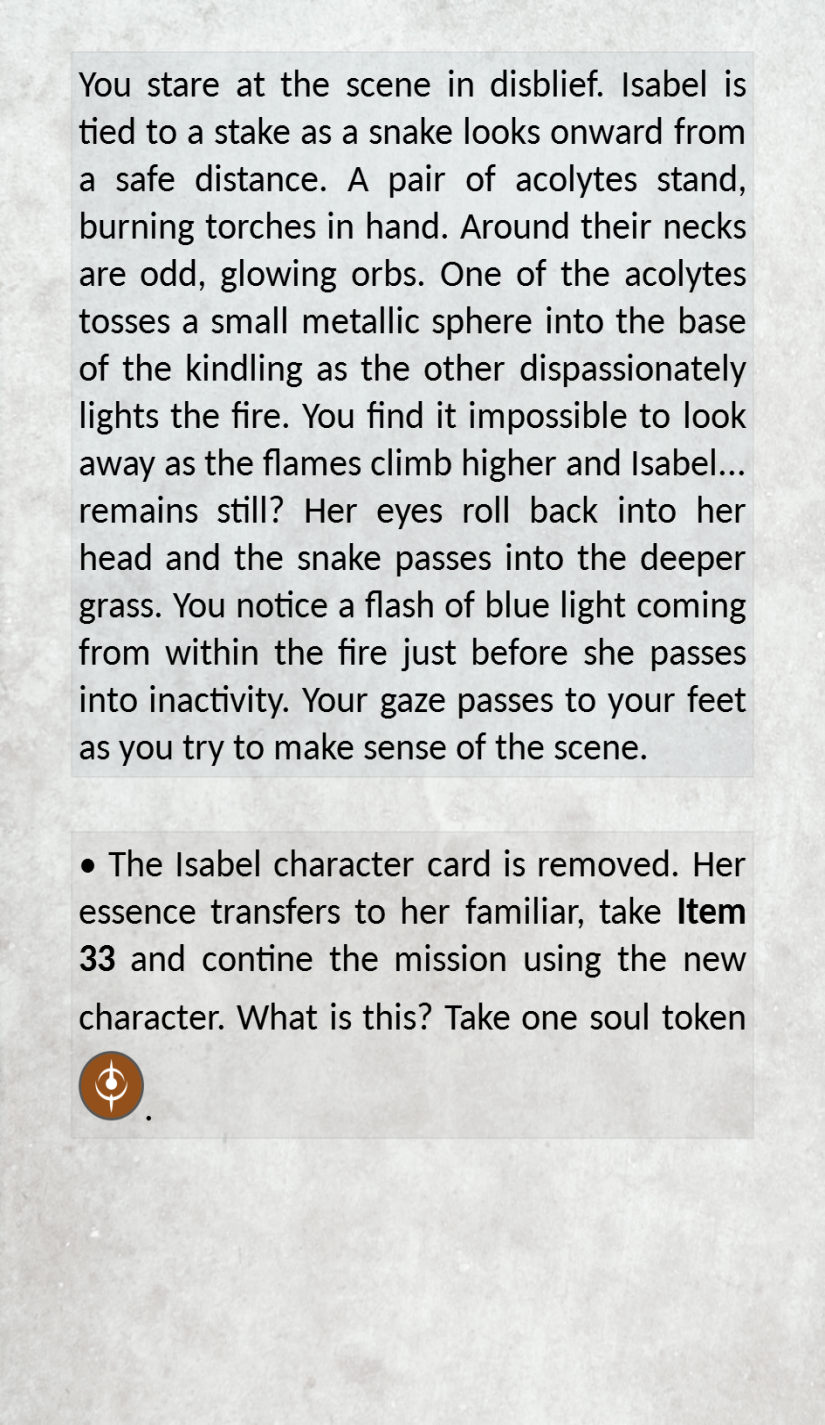 You stare at the scene in disblief. Isabel is
tied to a stake as a snake looks onward from
a safe distance. A pair of acolytes stand,
burning torches in hand. Around their necks
are odd, glowing orbs. One of the acolytes
tosses a small metallic sphere into the base
of the kindling as the other dispassionately
lights the fire. You find it impossible to look
away as the flames climb higher and Isabel...
remains still? Her eyes roll back into her
head and the snake passes into the deeper
grass. You notice a flash of blue light coming
from within the fire just before she passes
into inactivity. Your gaze passes to your feet
as you try to make sense of the scene.
• The Isabel character card is removed. Her
essence transfers to her familiar, take Item
33 and contine the mission using the new
character. What is this? Take one soul token
.